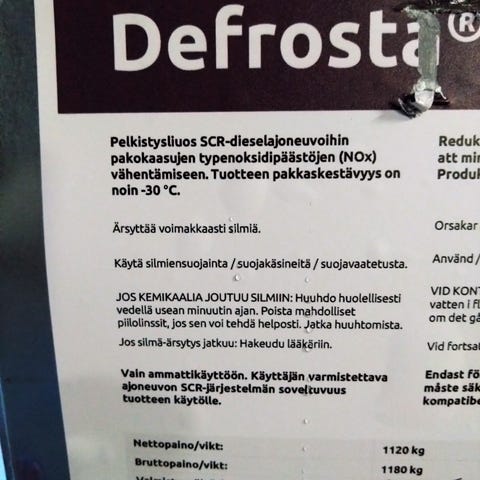 Defrosta®
Pelkistysliuos SCR-dieselajoneuvoihin
pakokaasujen typenoksidipäästöjen (NOx)
vähentämiseen. Tuotteen pakkaskestävyys on
noin -30 °C.
Ärsyttää voimakkaasti silmiä.
Käytä silmiensuojainta / suojakäsineitä / suojavaatetusta.
JOS KEMIKAALIA JOUTUU SILMIIN: Huuhdo huolellisesti
vedellä usean minuutin ajan. Poista mahdolliset
piilolinssit, jos sen voi tehdä helposti. Jatka huuhtomista.
Jos silmä-ärsytys jatkuu: Hakeudu lääkäriin.
Vain ammattikäyttöön. Käyttäjän varmistettava
ajoneuvon SCR-järjestelmän soveltuvuus
tuotteen käytölle.
Reduk
att min
Produk
Orsakar
Använd /
VID KONT
vatten i fl
om det gå
Vid fortsat
Endast fö
måste säk
kompatibe
Nettopaino/vikt: 1120 kg
Bruttopaino/vikt: 1180 kg